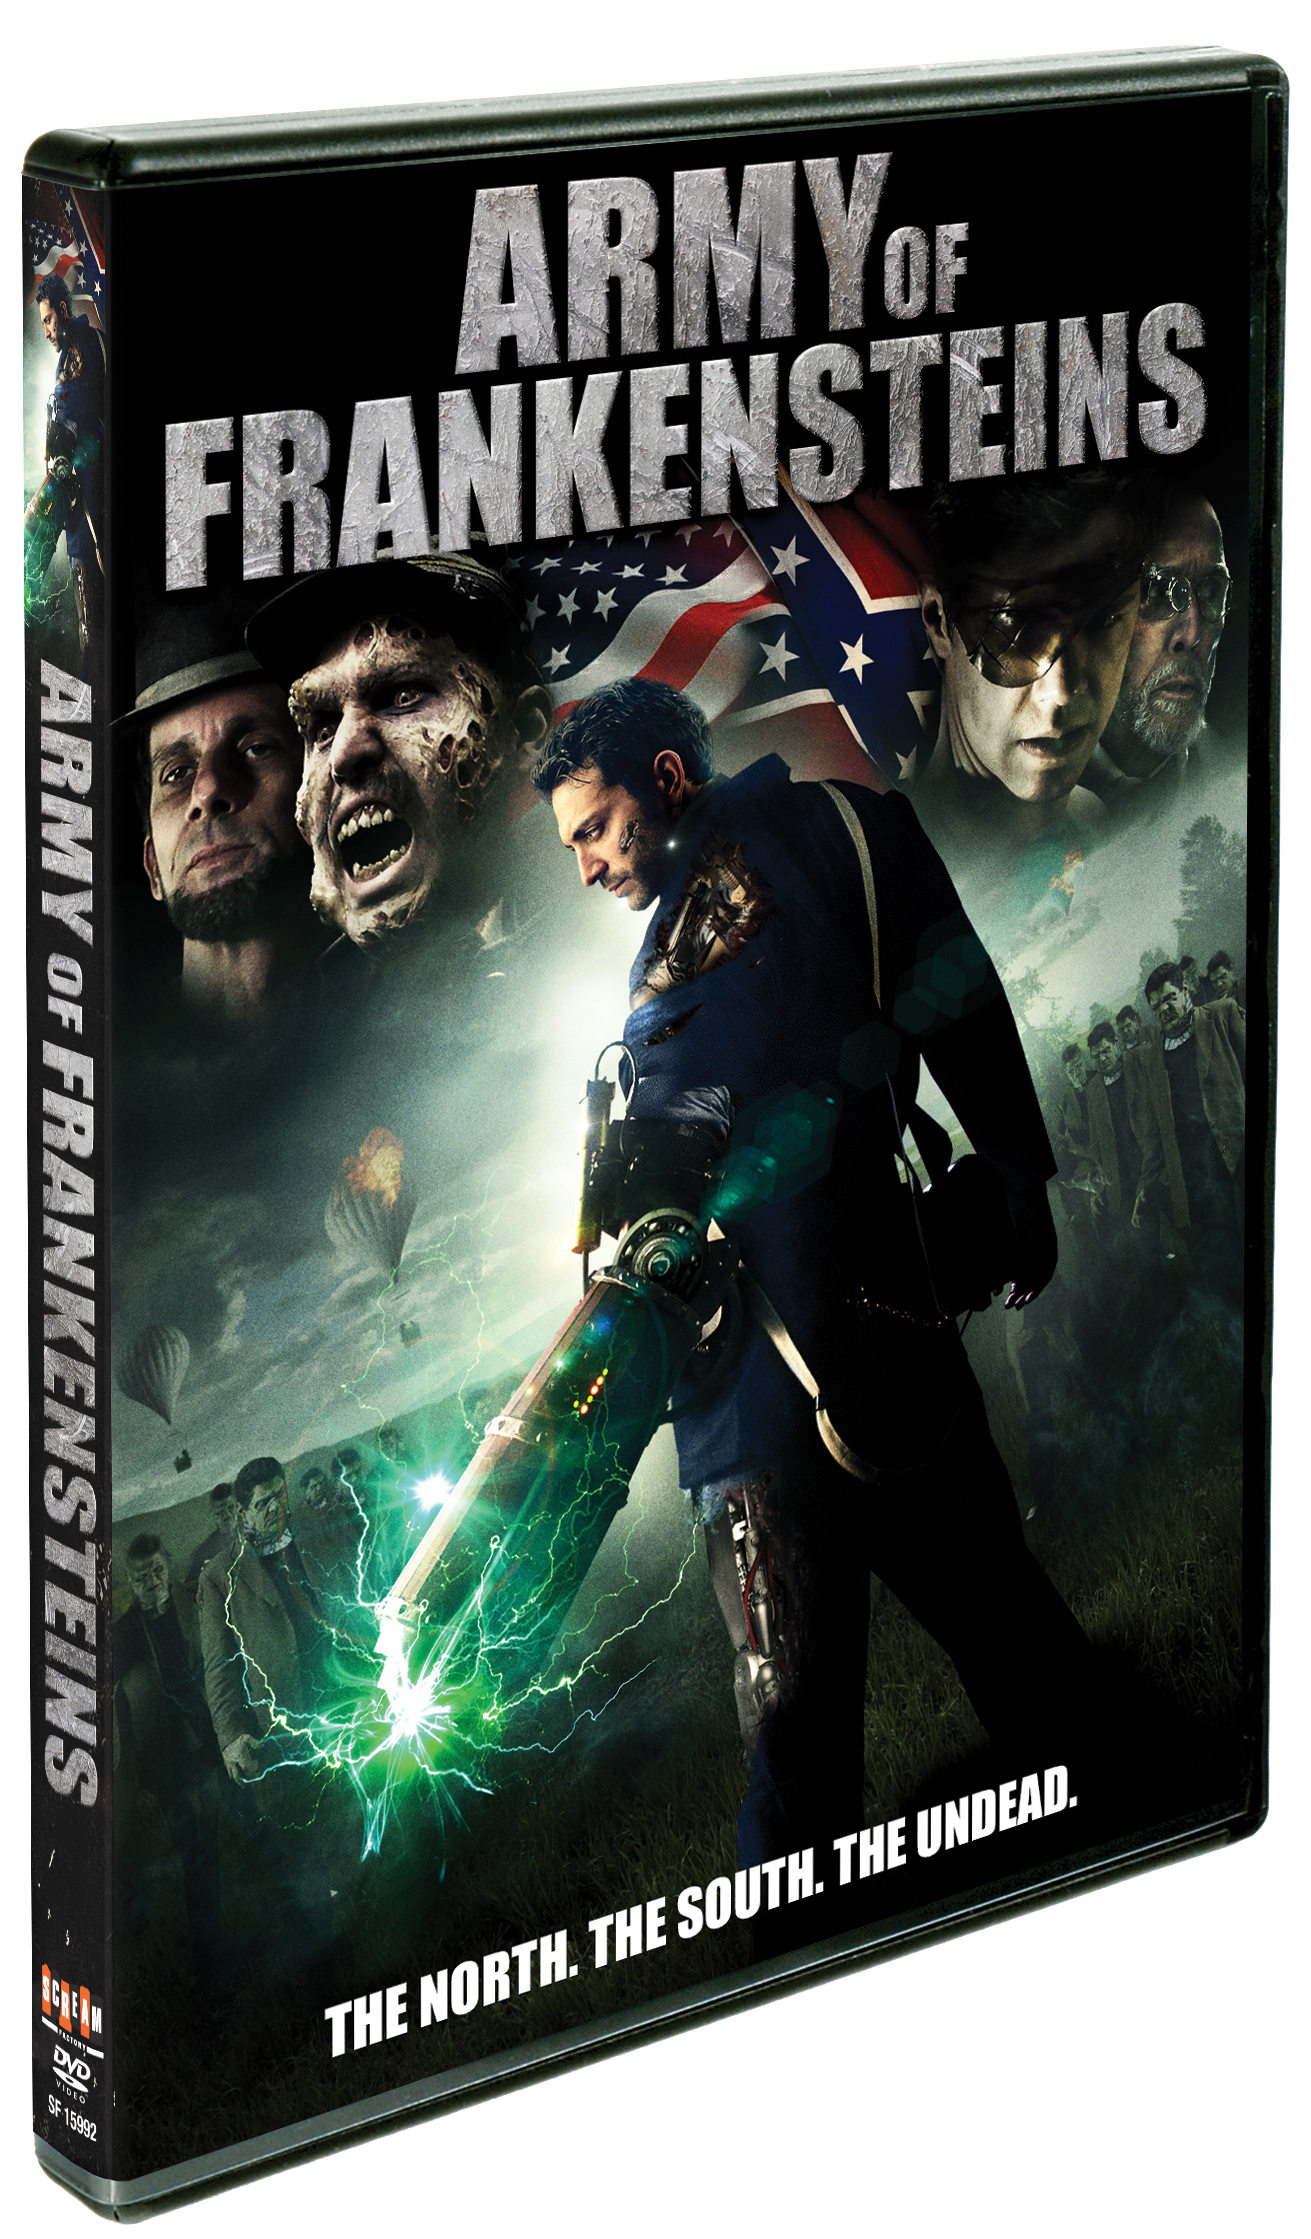 ARMY OF
FRANKENSTEINS
THE NORTH. THE SOUTH. THE UNDEAD.
ARMY OF FRANKENSTEINS
SCREAM
FACTORY
DVD
VIDEO
SF 15992